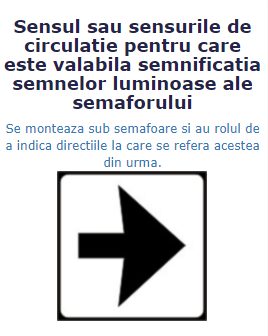 Sensul sau sensurile de
circulatie pentru care
este valabila semnificatia
semnelor luminoase ale
semaforului
Se monteaza sub semafoare si au rolul de
a indica directiile la care se refera acestea
din urma.